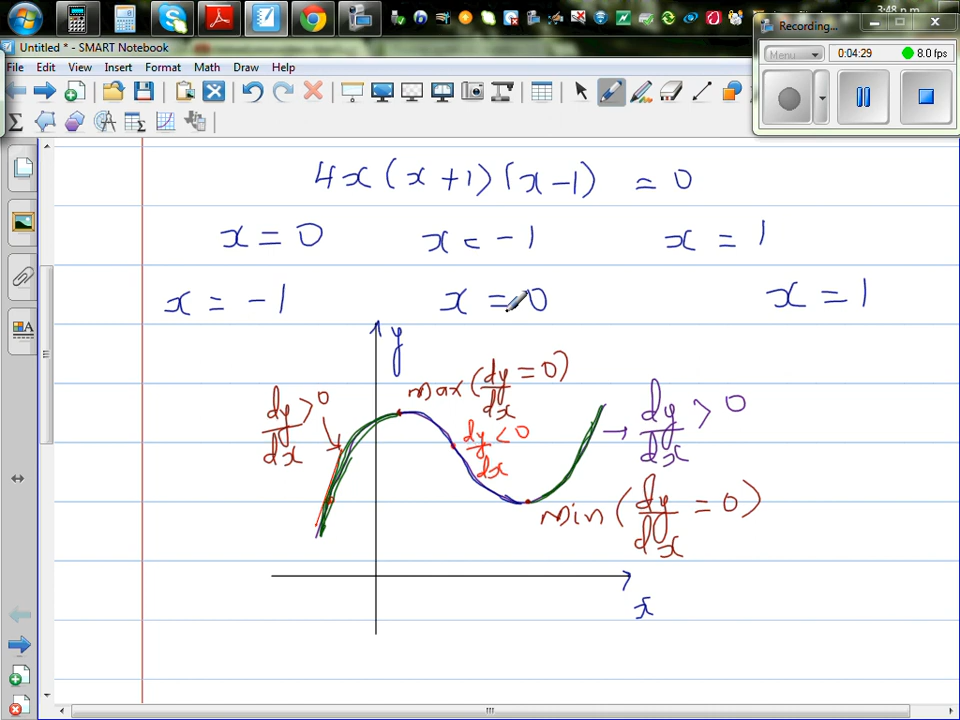 3:48 p.m.
Recording...
Untitled * - SMART Notebook
Menu
0:04:29
8.0 fps
File Edit View Insert Format Math Draw Help
4x(x+1)(x-1) = 0
x = 0 x = -1 x = 1
x = -1 x = 0 x = 1
y
max (dy/dx = 0)
dy/dx > 0
dy/dx < 0
→ dy/dx > 0
min (dy/dx = 0)
x